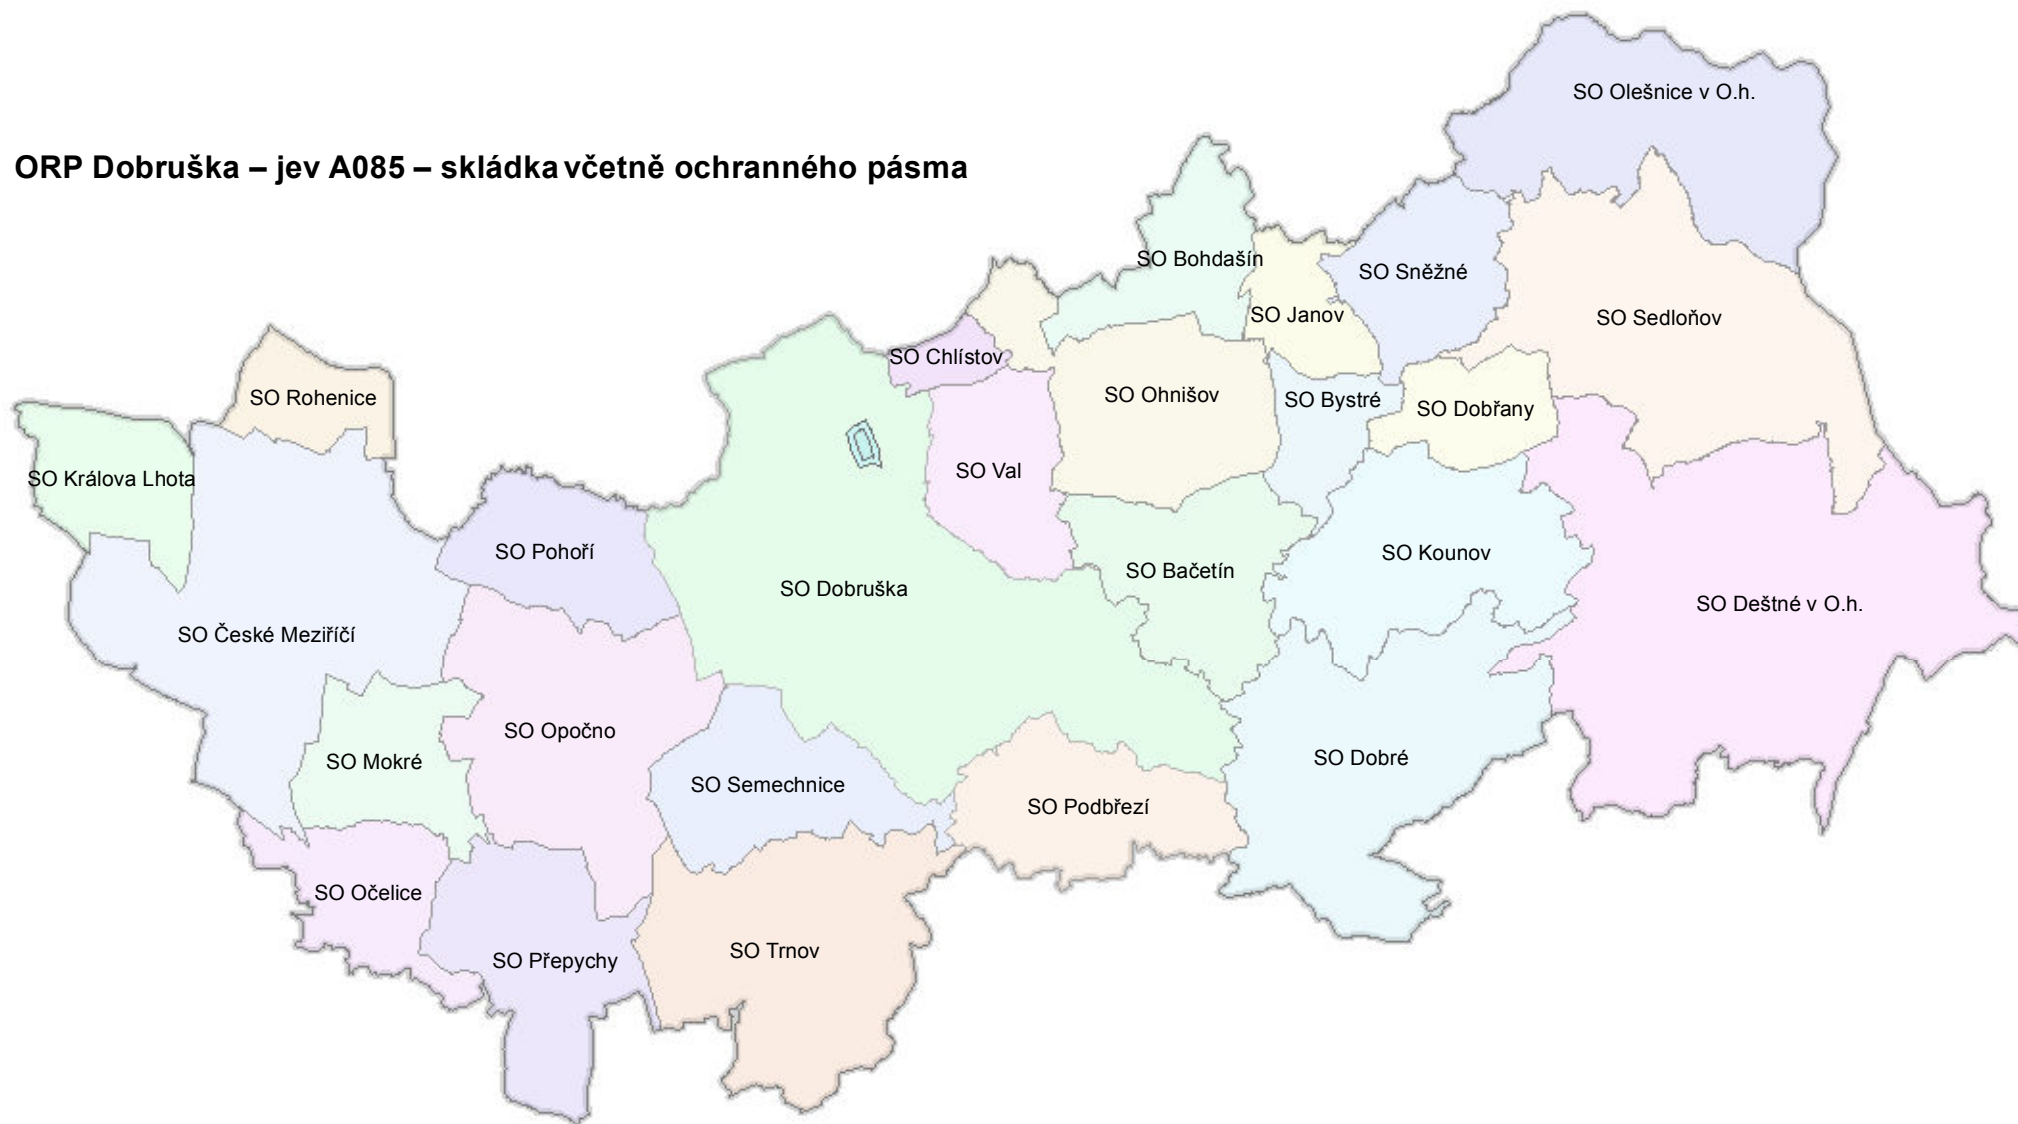 SO Olešnice v O.h.
ORP Dobruška – jev A085 – skládka včetně ochranného pásma
SO Bohdašín
SO Sněžné
SO Janov
SO Sedloňov
SO Chlístov
SO Rohenice
SO Ohnišov
SO Bystré
SO Dobřany
SO Králova Lhota
SO Val
SO Pohoří
SO Kounov
SO Bačetín
SO Dobruška
SO Deštné v O.h.
SO České Meziříčí
SO Opočno
SO Mokré
SO Dobré
SO Semechnice
SO Podbřezí
SO Očelice
SO Trnov
SO Přepychy